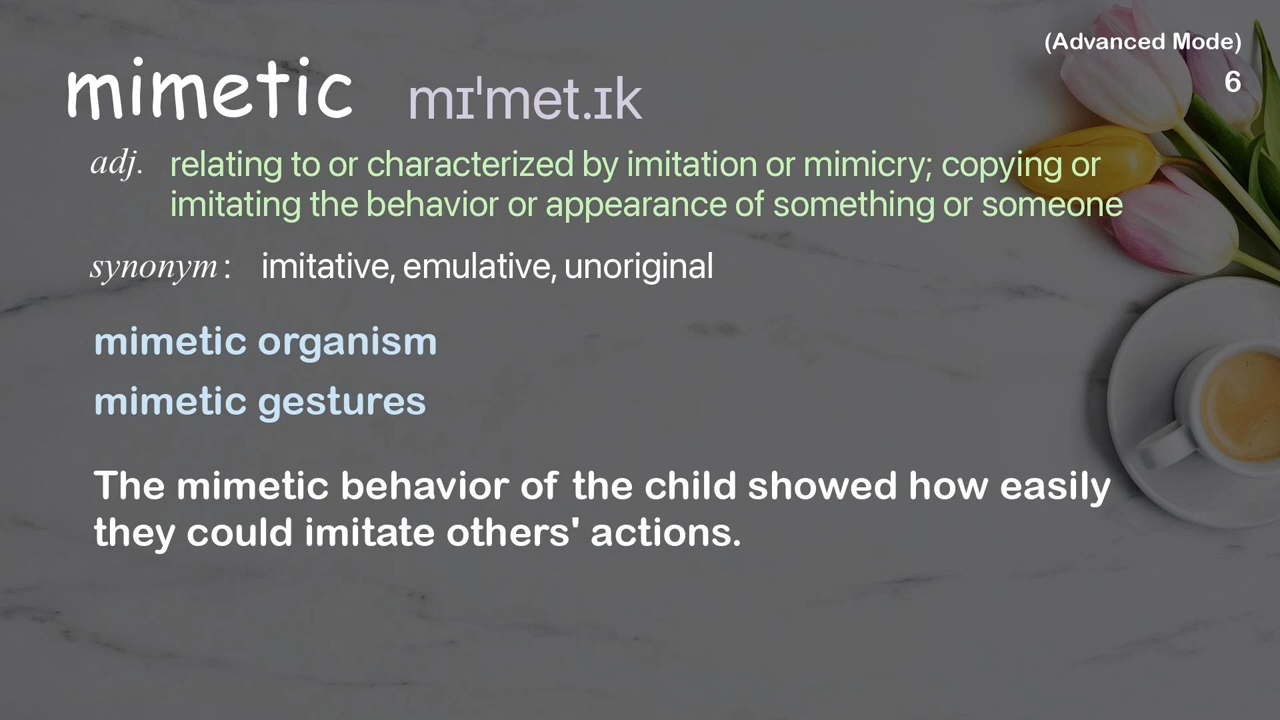 (Advanced Mode)
mimetic mɪˈmet.ɪk
6
adj. relating to or characterized by imitation or mimicry; copying or
imitating the behavior or appearance of something or someone
synonym : imitative, emulative, unoriginal
mimetic organism
mimetic gestures
The mimetic behavior of the child showed how easily
they could imitate others' actions.